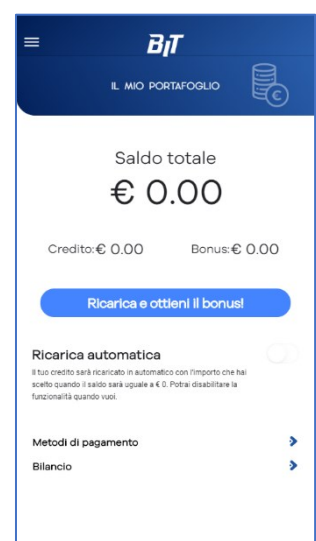 BIT
IL MIO PORTAFOGLIO
Saldo totale
€ 0.00
Credito:€ 0.00 Bonus:€ 0.00
Ricarica e ottieni il bonus!
Ricarica automatica
Il tuo credito sarà ricaricato in automatico con l'importo che hai
scelto quando il saldo sarà uguale a € 0. Potrai disabilitare la
funzionalità quando vuoi.
Metodi di pagamento
Bilancio